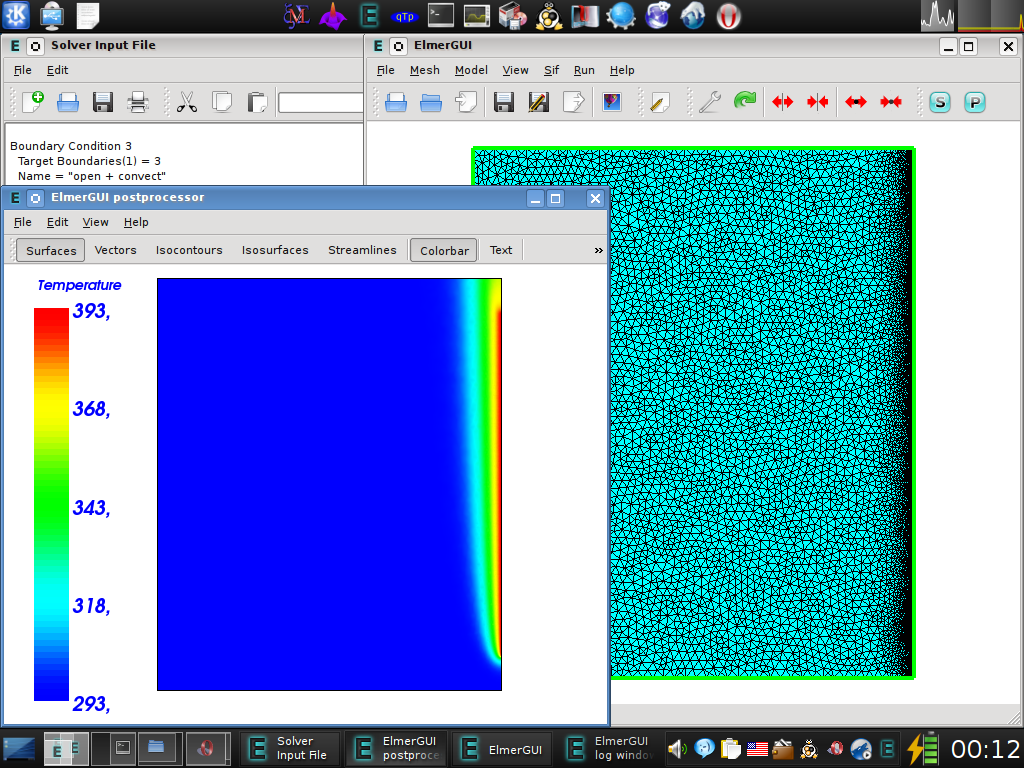 qTp
Solver Input File
File Edit
Boundary Condition 3
Target Boundaries(1) = 3
Name = "open + convect"
ElmerGUI
File Mesh Model View Sif Run Help
S P
ElmerGUI postprocessor
File Edit View Help
Surfaces Vectors Isocontours Isosurfaces Streamlines Colorbar Text »
Temperature
393,
368,
343,
318,
293,
Solver
Input File
ElmerGUI
postproce
ElmerGUI
ElmerGUI
log windo
00:12